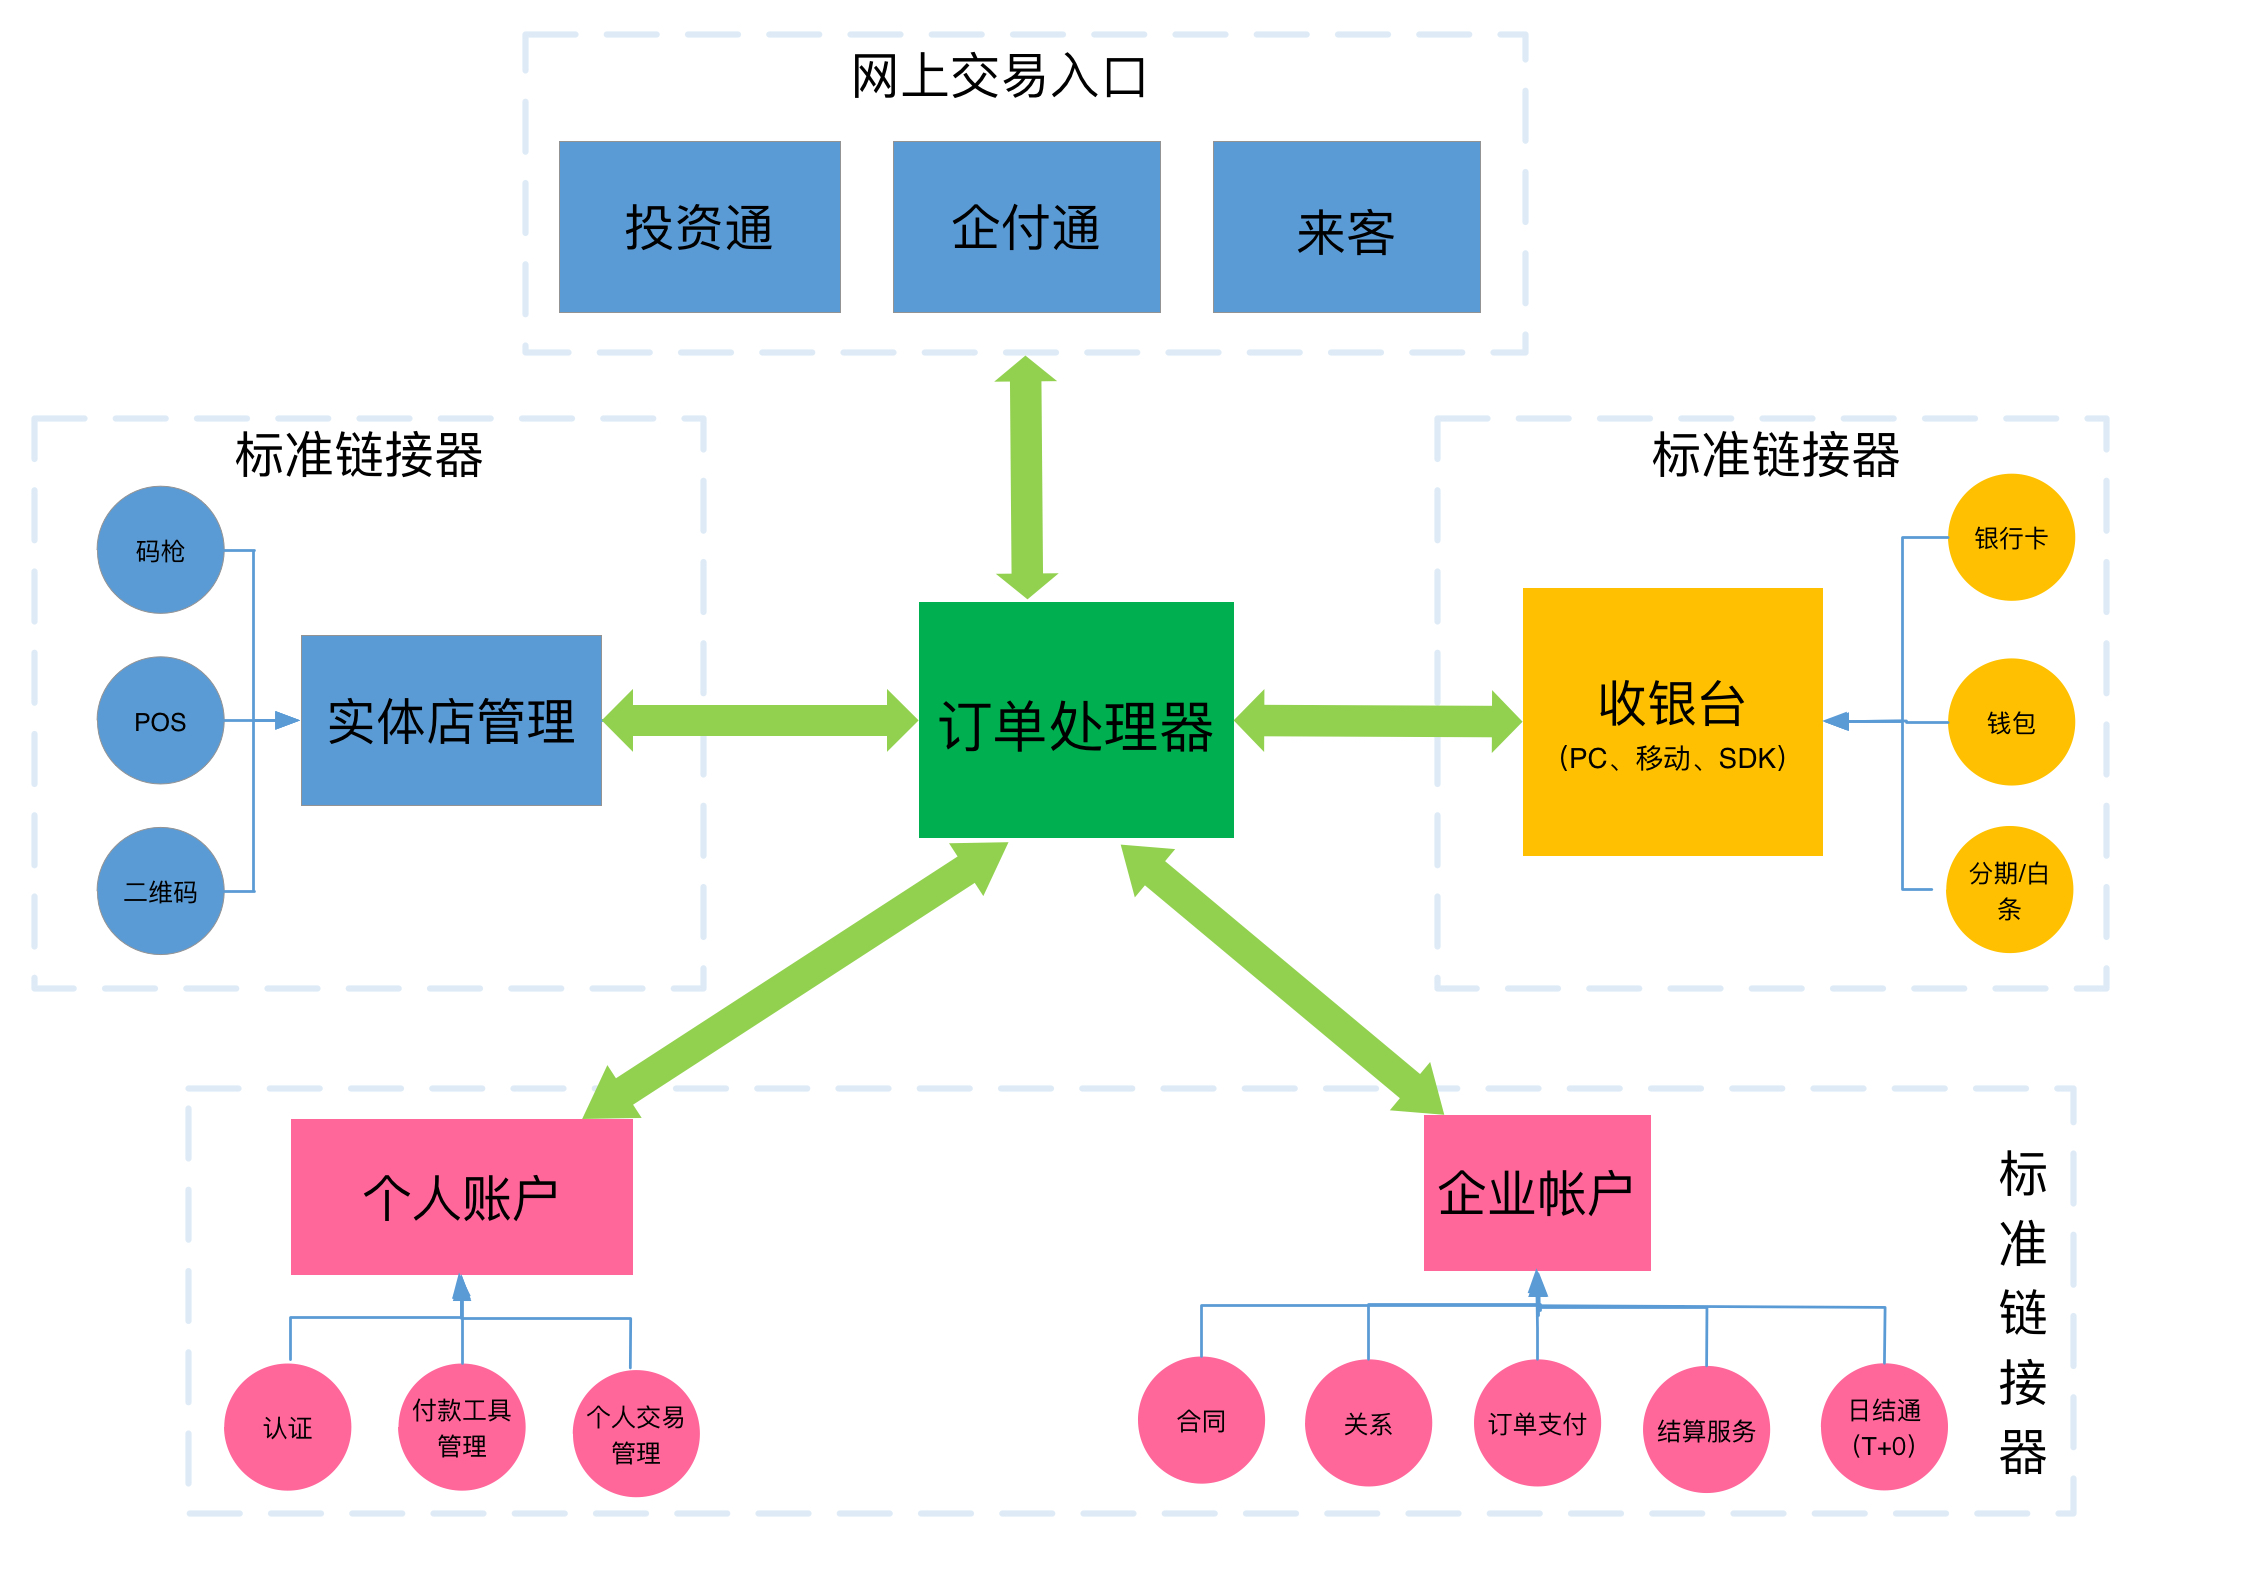 网上交易入口
投资通
企付通
来客
标准链接器
码枪
POS
二维码
实体店管理
订单处理器
标准链接器
收银台
（PC、移动、SDK）
银行卡
钱包
分期/白
条
个人账户
认证
付款工具
管理
个人交易
管理
企业帐户
合同
关系
订单支付
结算服务
日结通
（T+0）
标
准
链
接
器